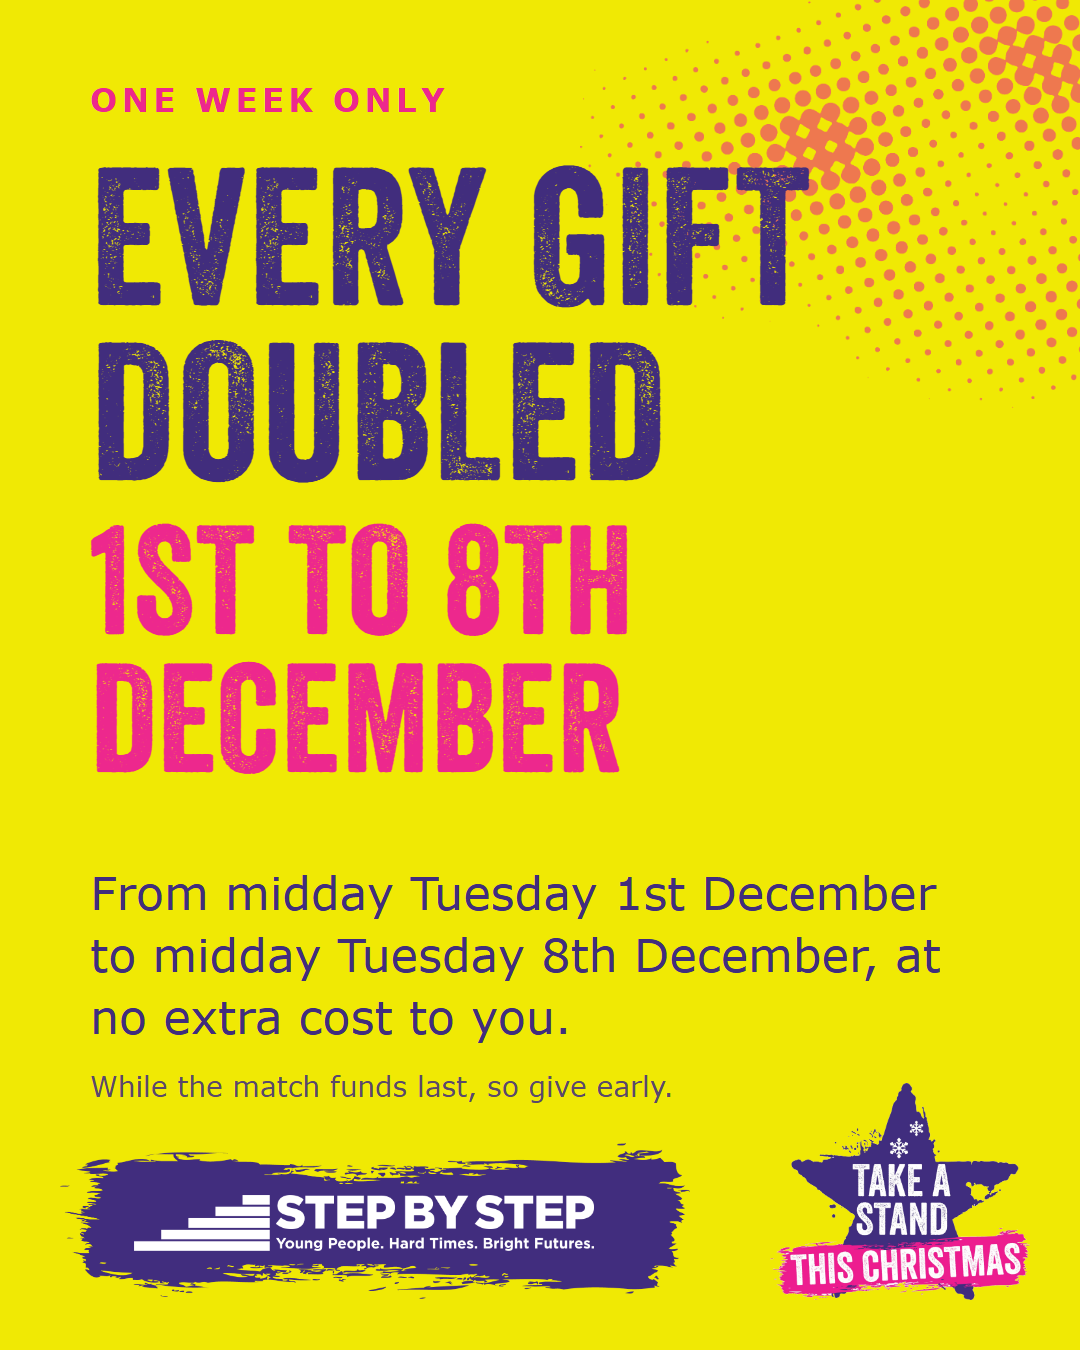 ONE WEEK ONLY
EVERY GIFT
DOUBLED
1ST TO 8TH
DECEMBER
From midday Tuesday 1st December
to midday Tuesday 8th December, at
no extra cost to you.
While the match funds last, so give early.
STEP BY STEP
Young People. Hard Times. Bright Futures.
TAKE A
STAND
THIS CHRISTMAS